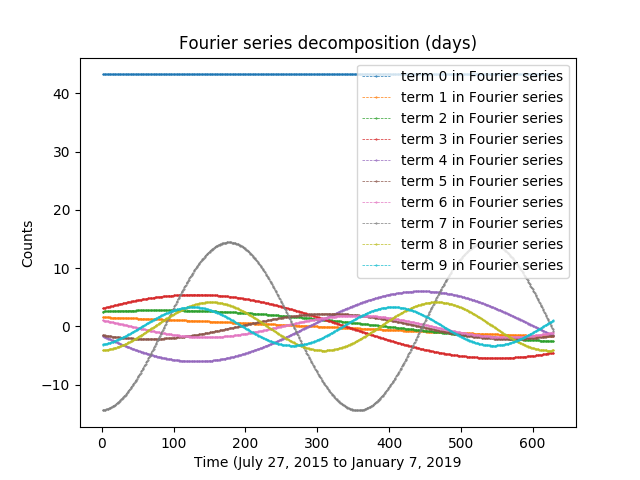 Fourier series decomposition (days)
term 0 in Fourier series
term 1 in Fourier series
term 2 in Fourier series
term 3 in Fourier series
term 4 in Fourier series
term 5 in Fourier series
term 6 in Fourier series
term 7 in Fourier series
term 8 in Fourier series
term 9 in Fourier series
Counts
40
30
20
10
0
−10
0 100 200 300 400 500 600
Time (July 27, 2015 to January 7, 2019